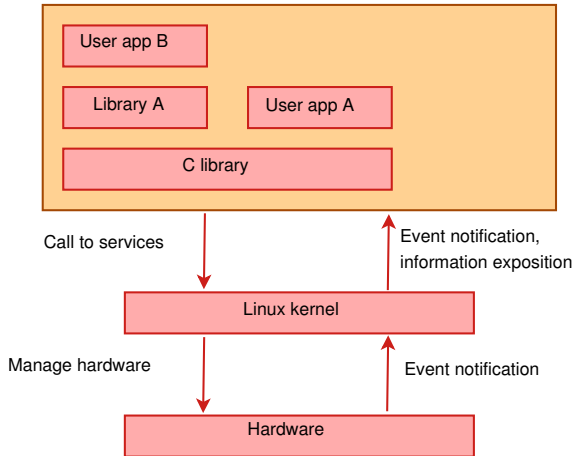 User app B
Library A
User app A
C library
Call to services
Event notification,
information exposition
Linux kernel
Manage hardware
Event notification
Hardware